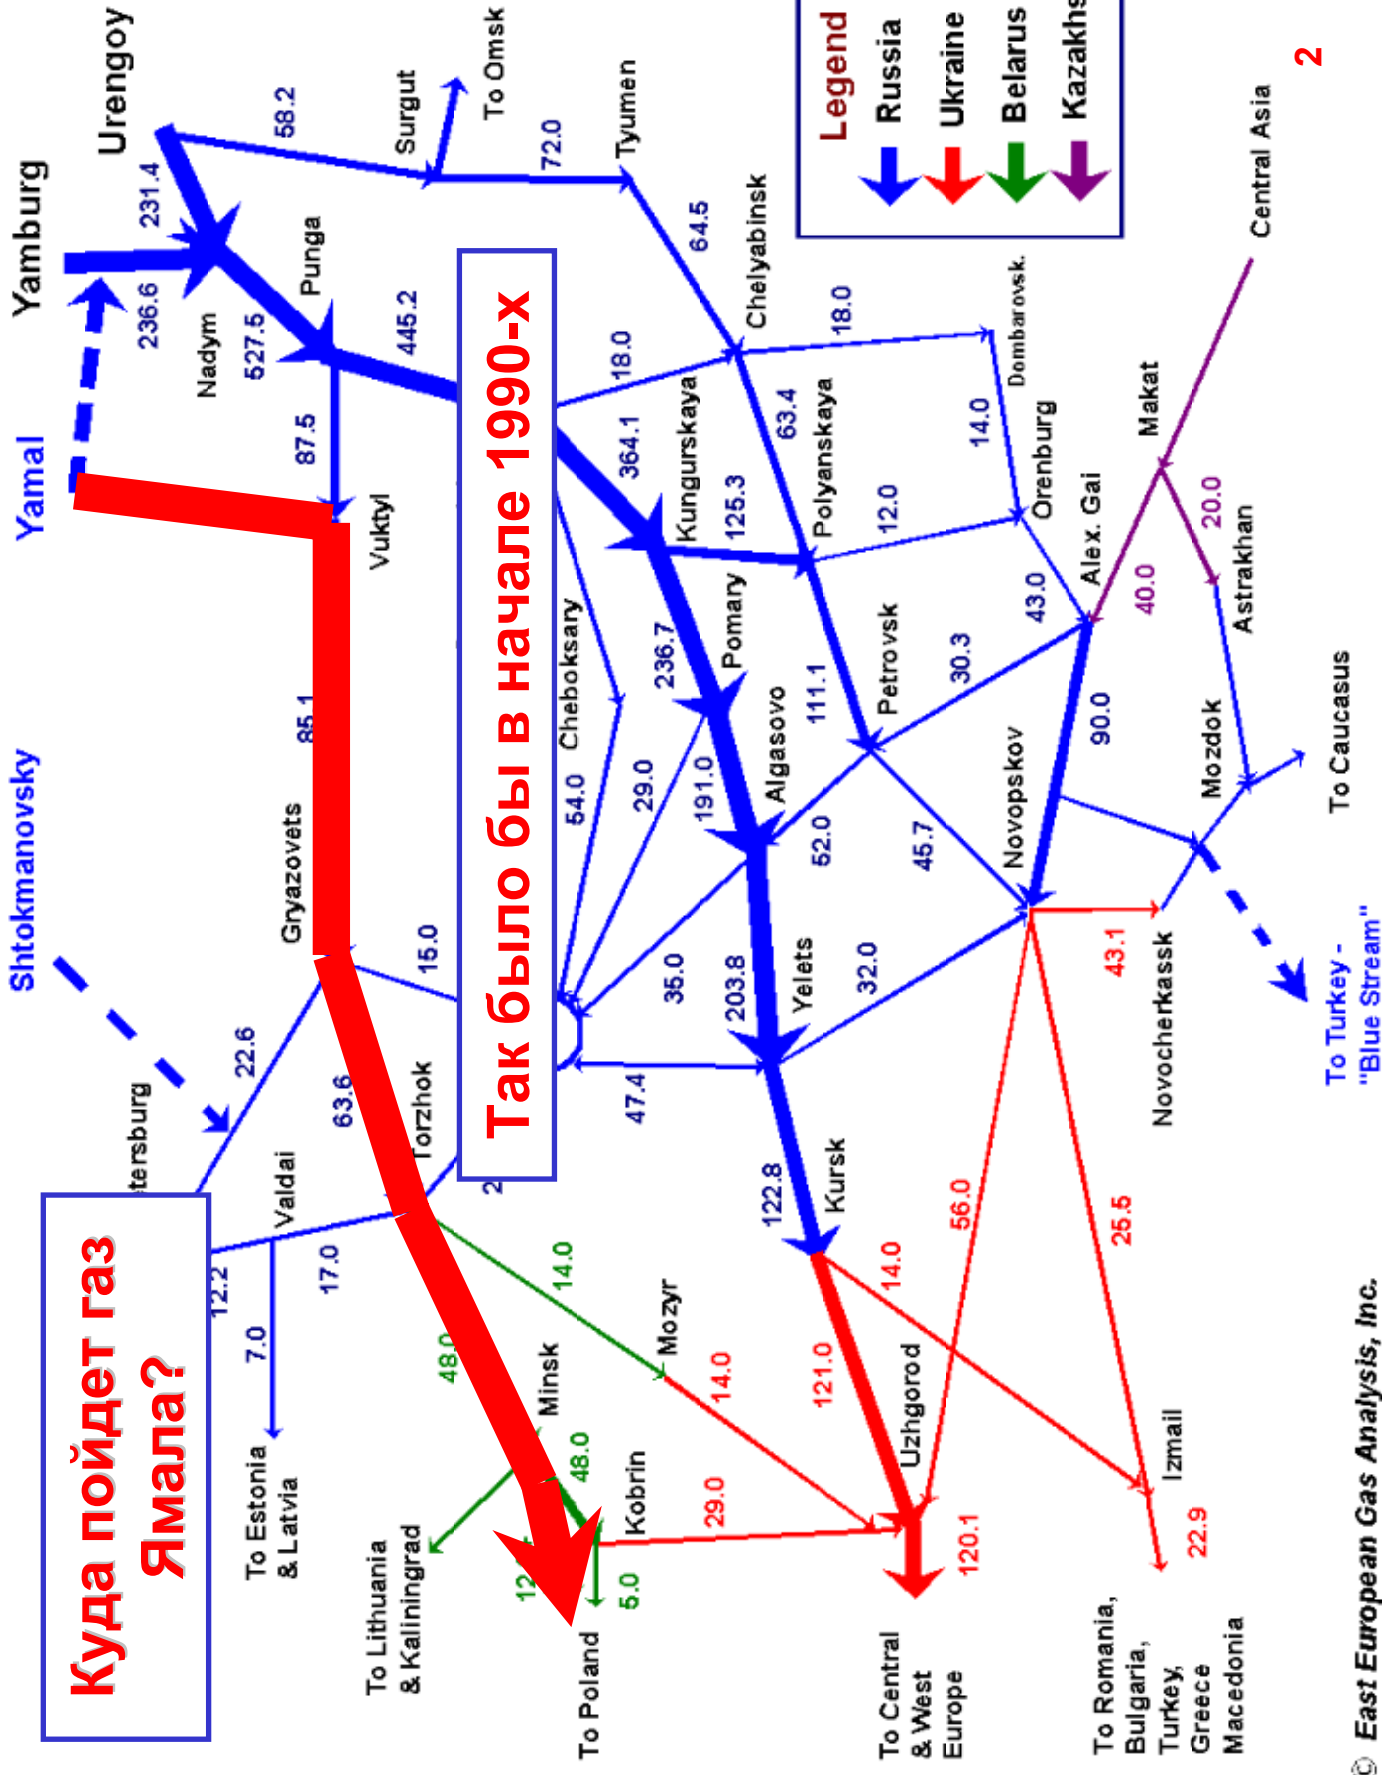 Куда пойдет газ
Ямала?
Shtokmanovsky
Yamal
Yamburg
Urengoy
236.6
231.4
58.2
Nadym
527.5
Punga
445.2
87.5
Vuktyl
Surgut
To Omsk
72.0
Tyumen
64.5
Chelyabinsk
18.0
18.0
Dombarovsk.
85.1
Gryazovets
22.6
15.0
63.6
Torzhok
tersburg
Valdai
12.2
17.0
7.0
To Estonia
& Latvia
Так было бы в начале 1990-х
2
14.0
48.0
Minsk
48.0
Mozyr
14.0
To Lithuania
& Kaliningrad
12
5.0
Kobrin
29.0
To Poland
Cheboksary
54.0
29.0
364.1
Kungurskaya
125.3
236.7
Pomary
191.0
Algasovo
35.0
203.8
Yelets
47.4
122.8
Kursk
121.0
14.0
Uzhgorod
120.1
To Central
& West
Europe
63.4
Polyanskaya
12.0
14.0
Orenburg
111.1
Petrovsk
30.3
43.0
52.0
45.7
32.0
Alex. Gai
40.0
Makat
20.0
Astrakhan
Central Asia
90.0
Novopskov
Mozdok
To Caucasus
43.1
Novocherkassk
To Turkey -
"Blue Stream"
56.0
25.5
Izmail
22.9
To Romania,
Bulgaria,
Turkey,
Greece
Macedonia
Legend
Russia
Ukraine
Belarus
Kazakhs
© East European Gas Analysis, Inc.
2